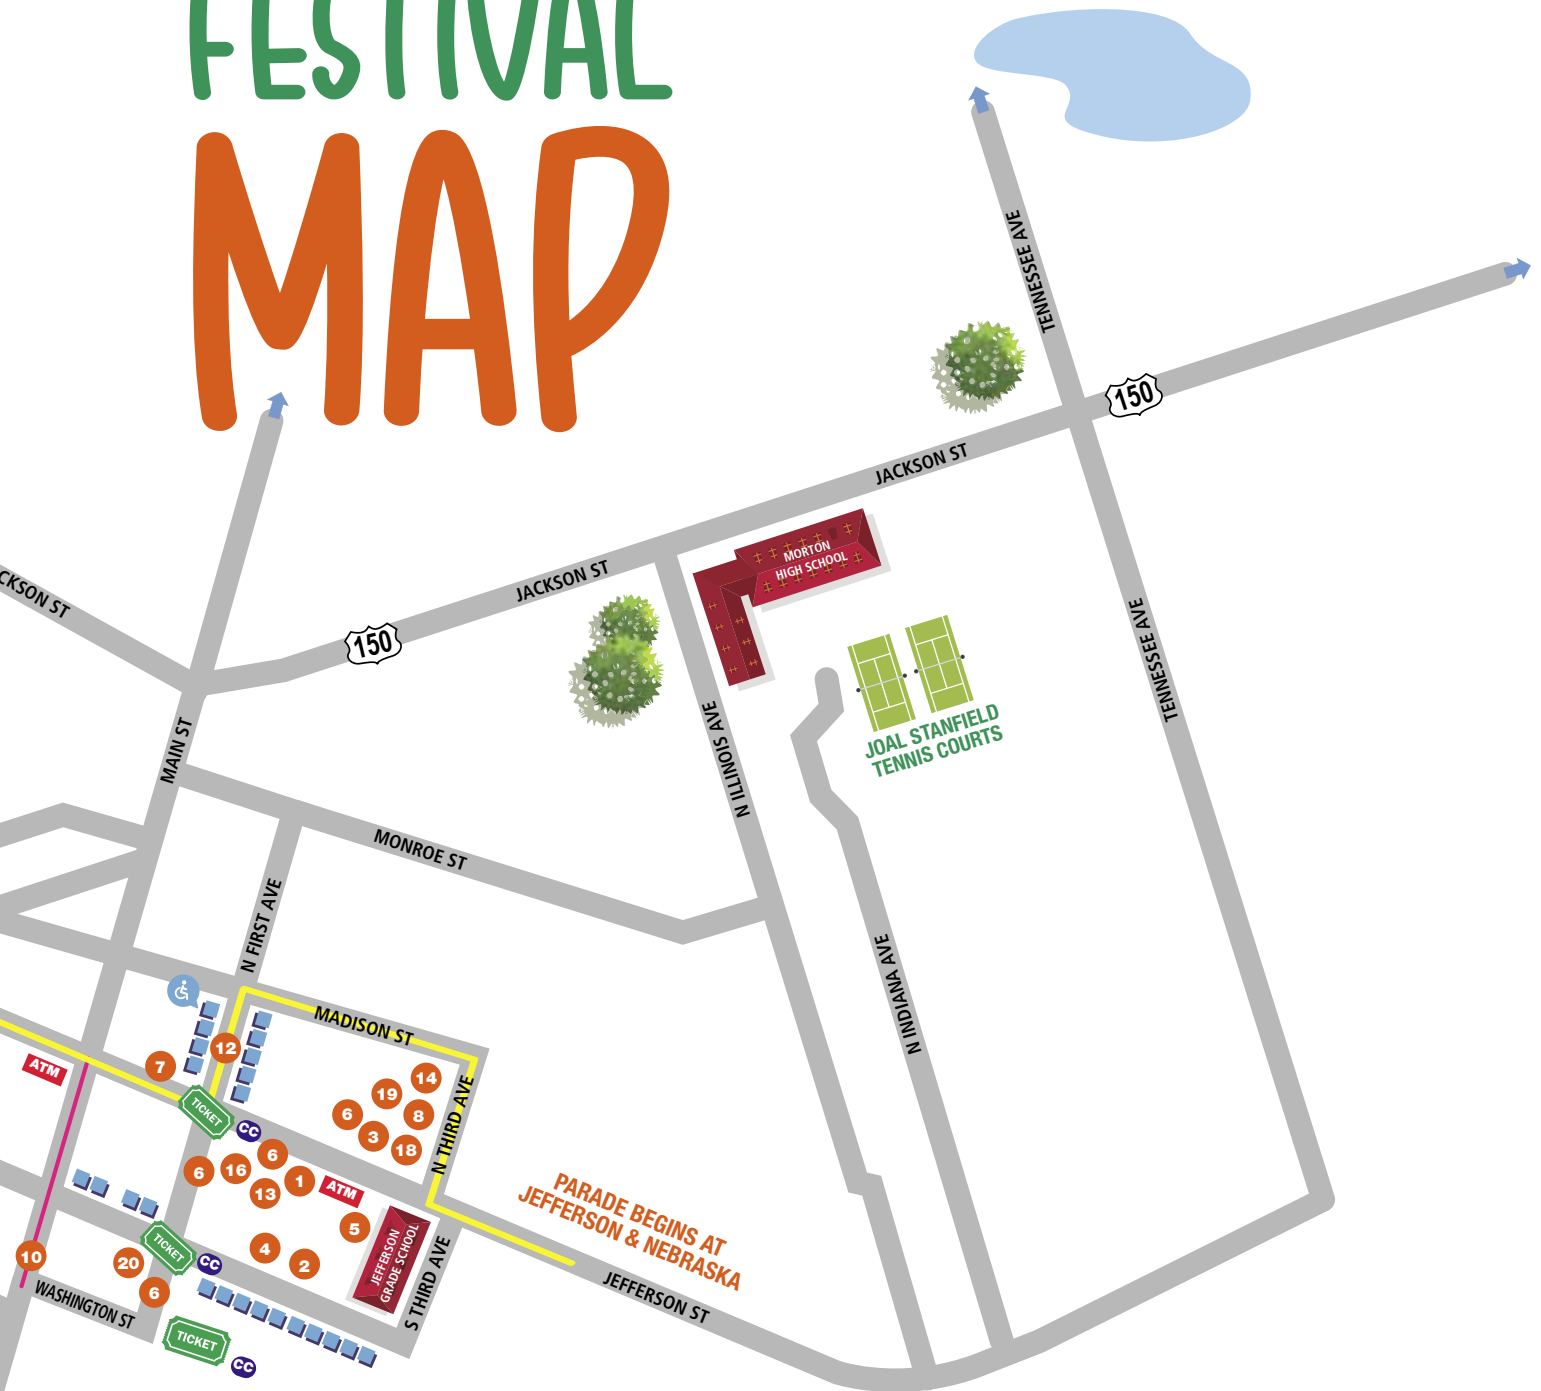 FESTIVAL
MAP
TENNESSEE AVE
150
JACKSON ST
MORTON
HIGH SCHOOL
JACKSON ST
150
CKSON ST
TENNESSEE AVE
MAIN ST
N ILLINOIS AVE
JOAL STANFIELD
TENNIS COURTS
MONROE ST
N FIRST AVE
N INDIANA AVE
MADISON ST
12
7
ATM
14
19
8
6
3
18
N THIRD AVE
TICKET
CC
6
6
16
13
1
ATM
5
PARADE BEGINS AT
JEFFERSON & NEBRASKA
JEFFERSON
GRADE SCHOOL
S THIRD AVE
JEFFERSON ST
10
20
TICKET
CC
4
2
6
WASHINGTON ST
TICKET
CC